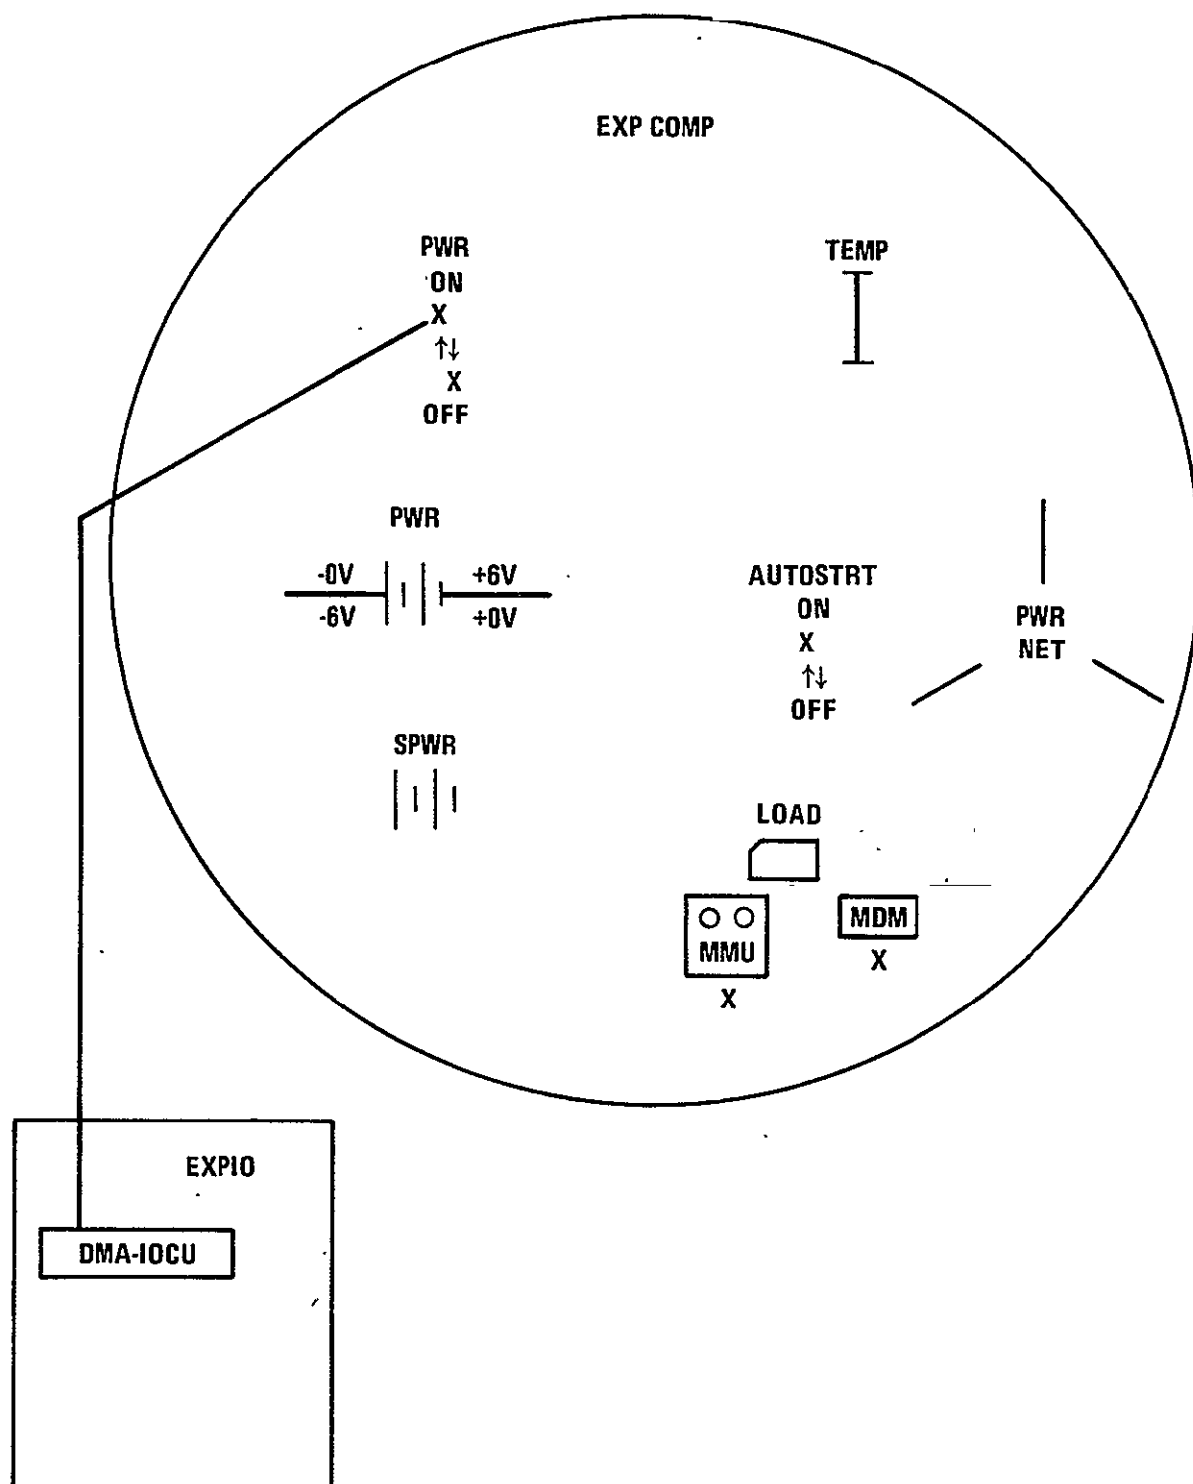 EXP COMP
PWR
ON
X
↑↓
X
OFF
TEMP
PWR
-0V +6V
-6V +0V
AUTOSTRT
ON
X
↑↓
OFF
PWR
NET
SPWR
LOAD
MMU
X
MDM
X
EXPIO
DMA-IOCU